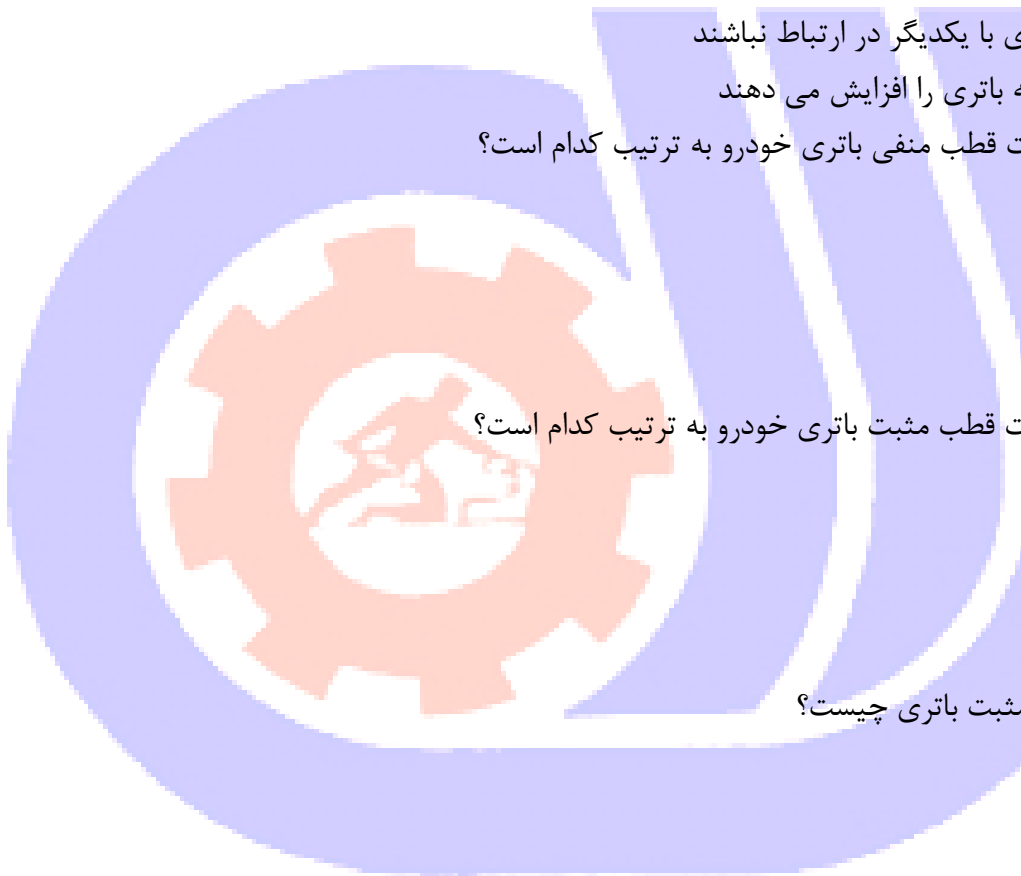 با یکدیگر در ارتباط نباشند
باتری را افزایش می دهند
قطب منفی باتری خودرو به ترتیب کدام است؟
قطب مثبت باتری خودرو به ترتیب کدام است؟
مثبت باتری چیست؟